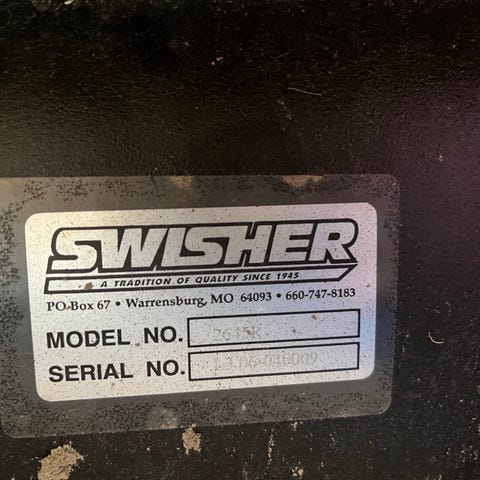 SWISHER
A TRADITION OF QUALITY SINCE 1945
PO Box 67 • Warrensburg, MO 64093 • 660-747-8183
MODEL NO.
SERIAL NO.